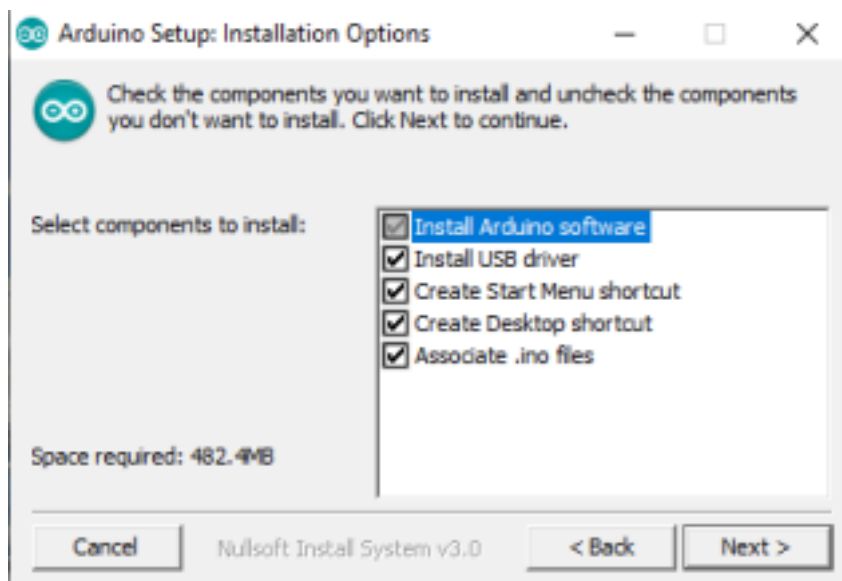 Arduino Setup: Installation Options
Check the components you want to install and uncheck the components
you don't want to install. Click Next to continue.
Select components to install:
Install Arduino software
Install USB driver
Create Start Menu shortcut
Create Desktop shortcut
Associate .ino files
Space required: 482.4MB
Cancel
Nullsoft Install System v3.0
< Back
Next >